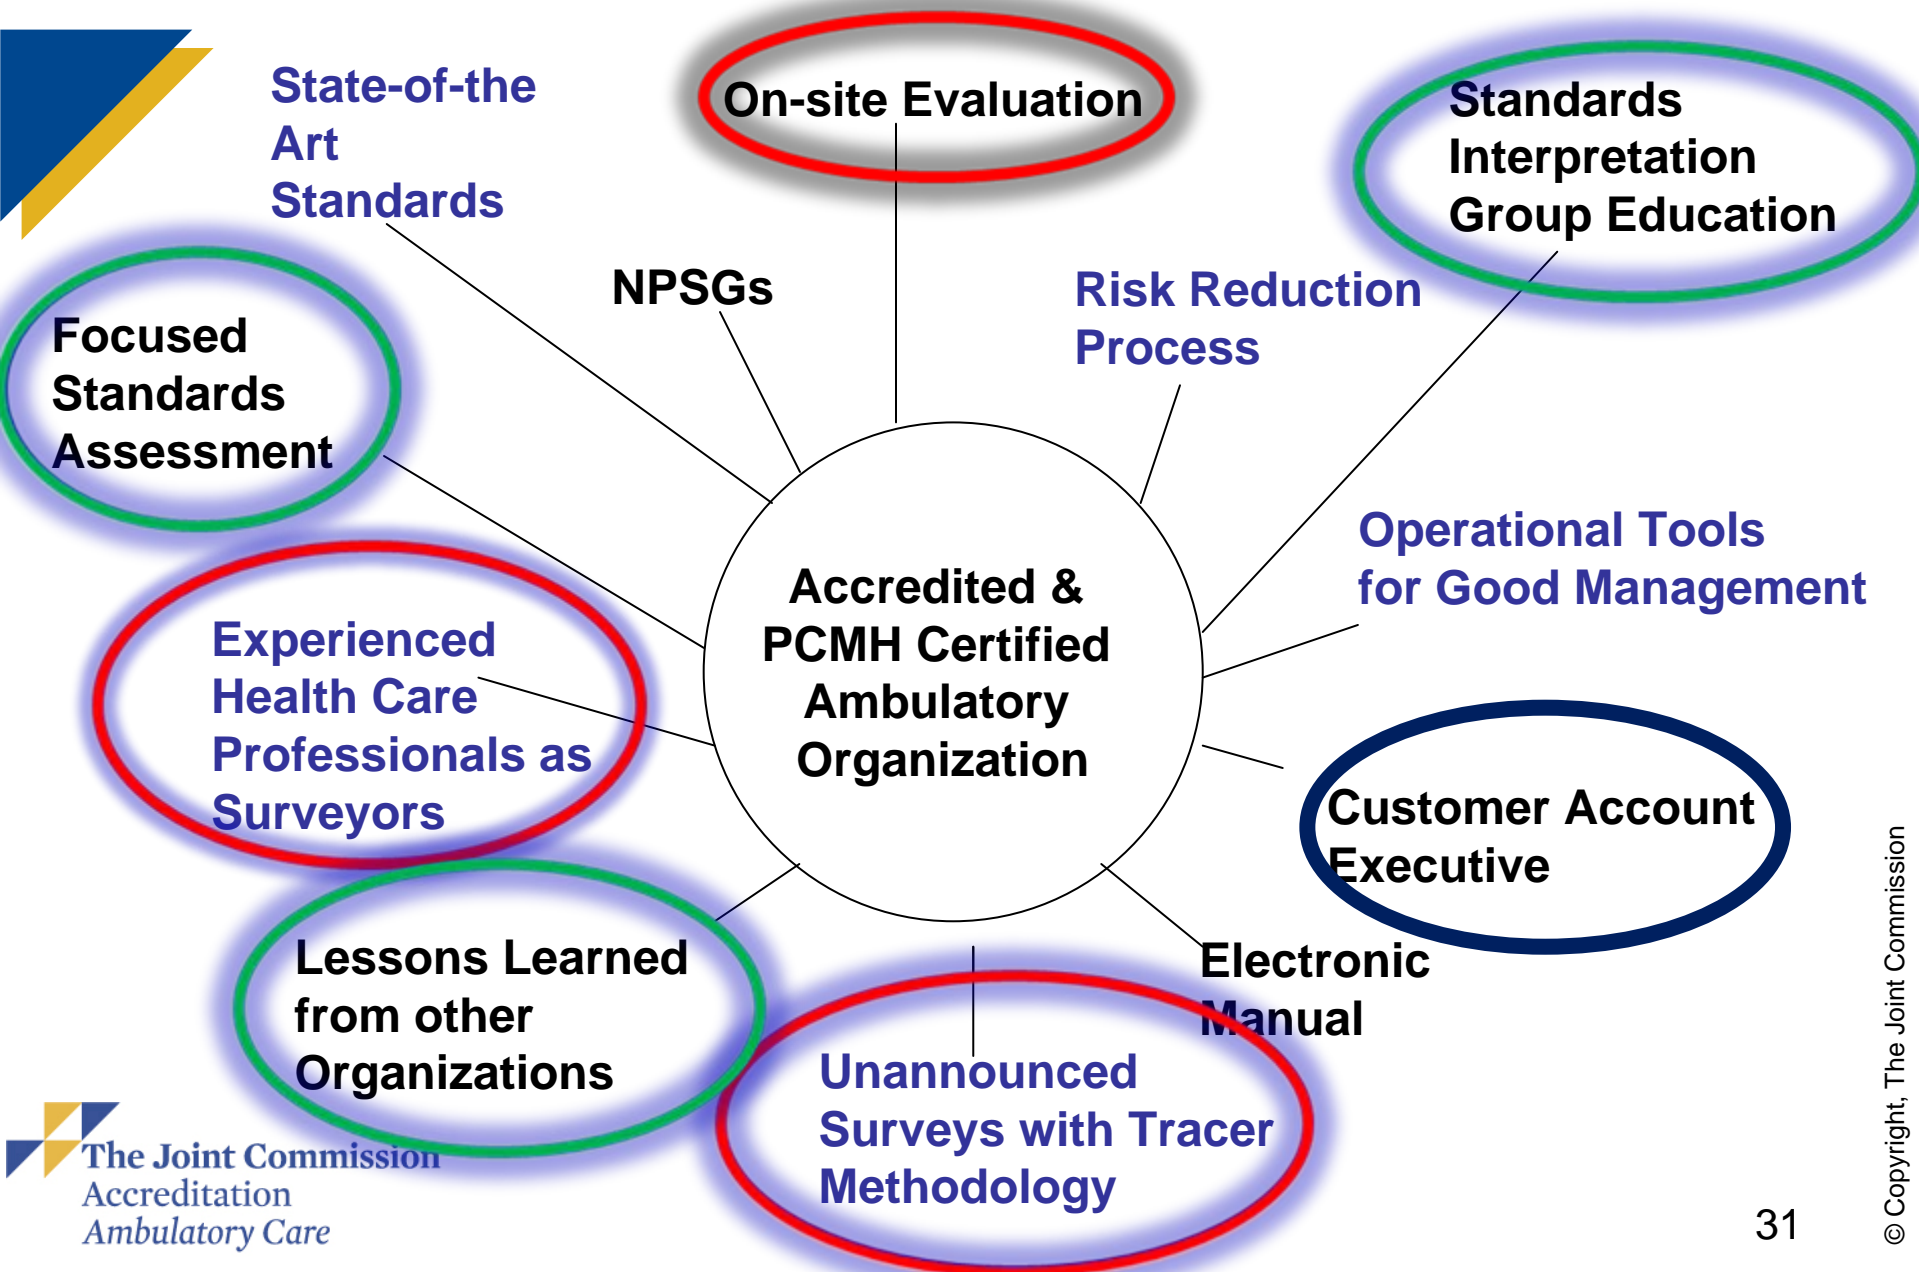 State-of-the
Art
Standards
On-site Evaluation
Standards
Interpretation
Group Education
NPSGs
Risk Reduction
Process
Focused
Standards
Assessment
Operational Tools
for Good Management
Accredited &
PCMH Certified
Ambulatory
Organization
Experienced
Health Care
Professionals as
Surveyors
Customer Account
Executive
Lessons Learned
from other
Organizations
Electronic
Manual
Unannounced
Surveys with Tracer
Methodology
The Joint Commission
Accreditation
Ambulatory Care
31
© Copyright, The Joint Commission